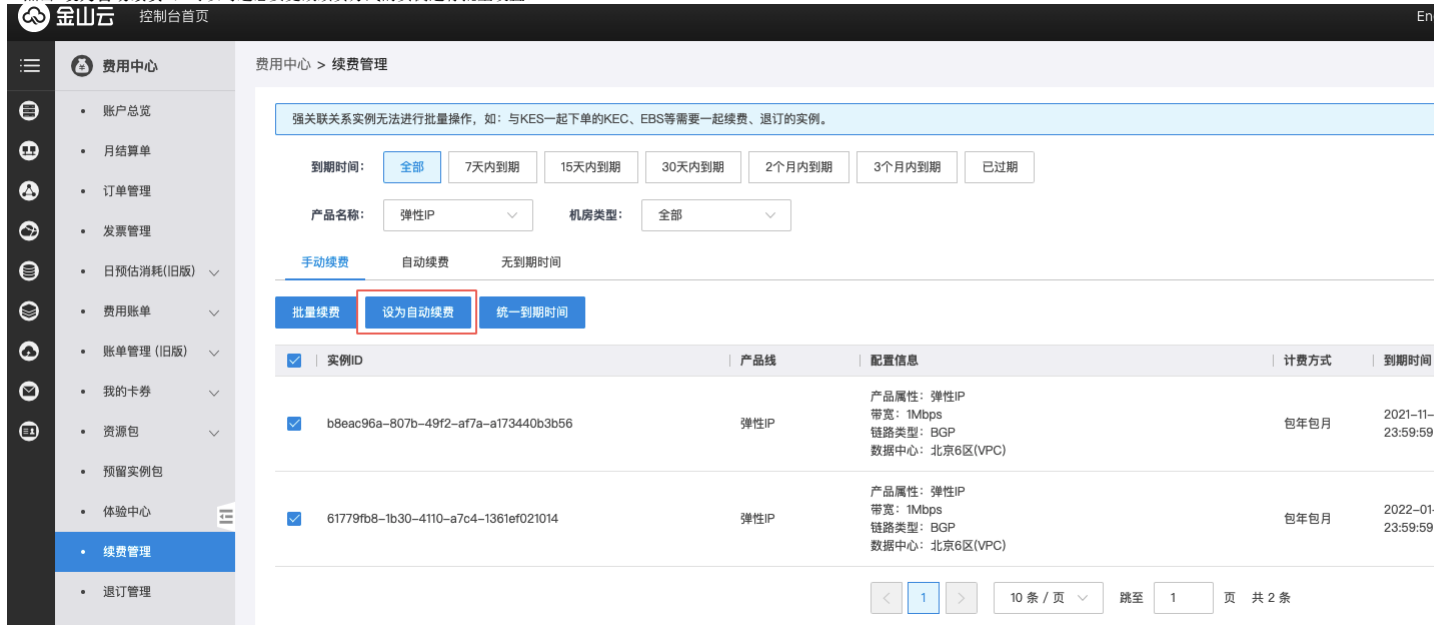 金山云 控制台首页
费用中心 费用中心 > 续费管理
账户总览
月结算单
订单管理
发票管理
日预估消耗(旧版)
费用账单
账单管理 (旧版)
我的卡券
资源包
预留实例包
体验中心
续费管理
退订管理
强关联关系实例无法进行批量操作，如：与KES一起下单的KEC、EBS等需要一起续费、退订的实例。
到期时间： 全部 7天内到期 15天内到期 30天内到期 2个月内到期 3个月内到期 已过期
产品名称： 弹性IP 机房类型： 全部
手动续费 自动续费 无到期时间
批量续费 设为自动续费 统一到期时间
实例ID 产品线 配置信息 计费方式 到期时间
b8eac96a-807b-49f2-af7a-a173440b3b56 弹性IP 产品属性：弹性IP
带宽：1Mbps
链路类型：BGP
数据中心：北京6区(VPC)
包年包月 2021-11-
23:59:59
61779fb8-1b30-4110-a7c4-1361ef021014 弹性IP 产品属性：弹性IP
带宽：1Mbps
链路类型：BGP
数据中心：北京6区(VPC)
包年包月 2022-01-
23:59:59
< 1 > 10 条 / 页 跳至 1 页 共 2 条